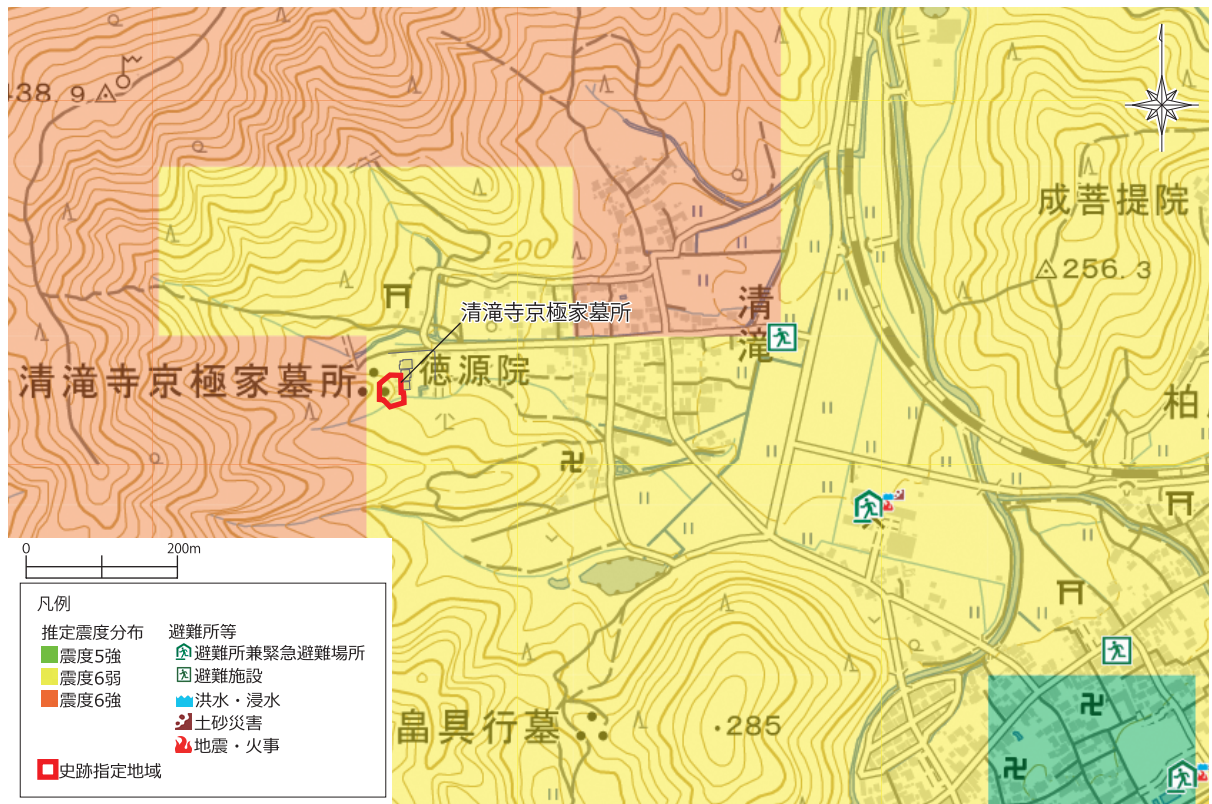 438.9
成菩提院
200
256.3
清滝
清滝寺京極家墓所
徳源院
清滝寺京極家墓所
畠具行墓
・285
0
200m
凡例
推定震度分布
震度5強
震度6弱
震度6強
避難所等
避難所兼緊急避難場所
避難施設
洪水・浸水
土砂災害
地震・火事
史跡指定地域